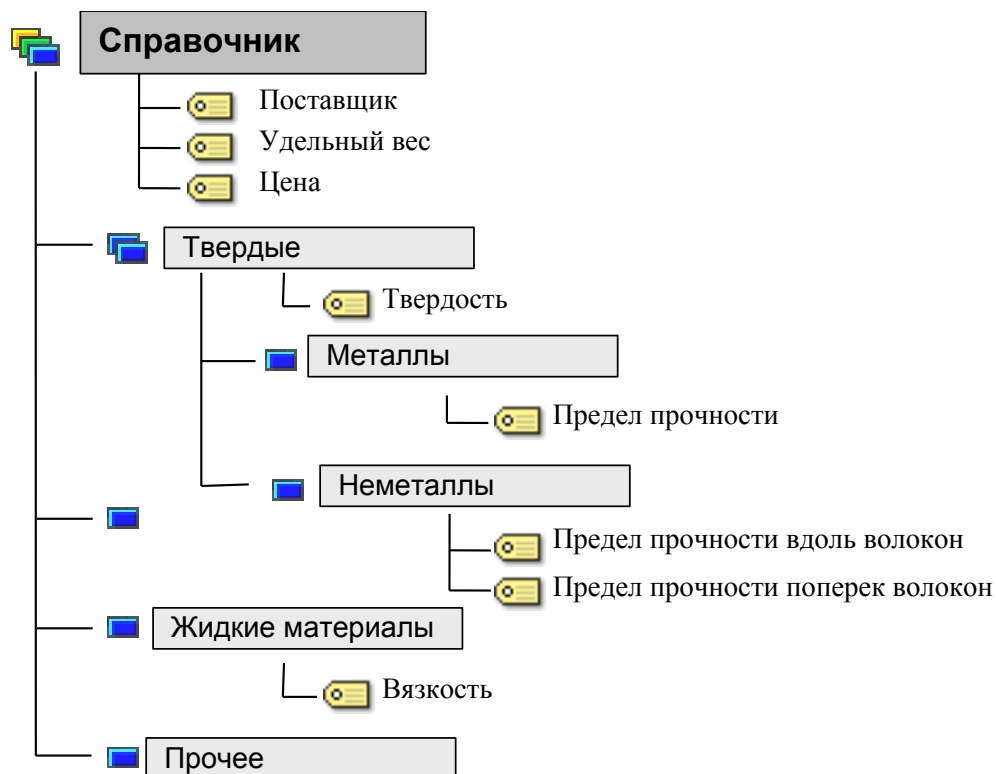 Справочник
Поставщик
Удельный вес
Цена
Твердые
Твердость
Металлы
Предел прочности
Неметаллы
Предел прочности вдоль волокон
Предел прочности поперек волокон
Жидкие материалы
Вязкость
Прочее